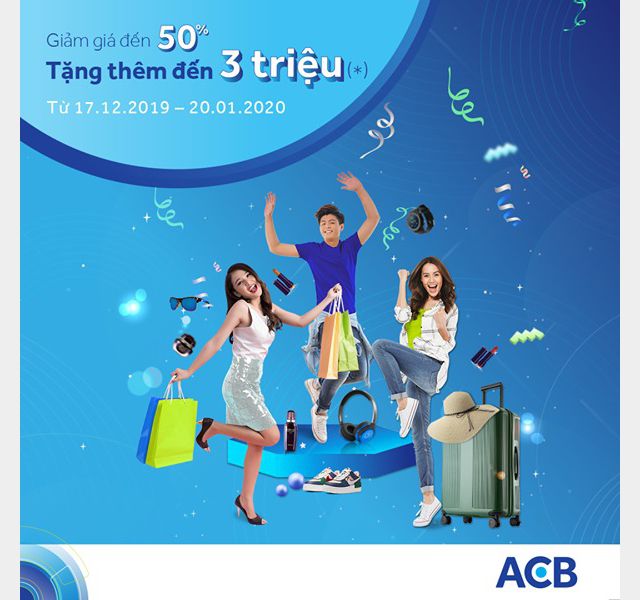 Giảm giá đến 50%
Tặng thêm đến 3 triệu(*)
Từ 17.12.2019 – 20.01.2020
ACB